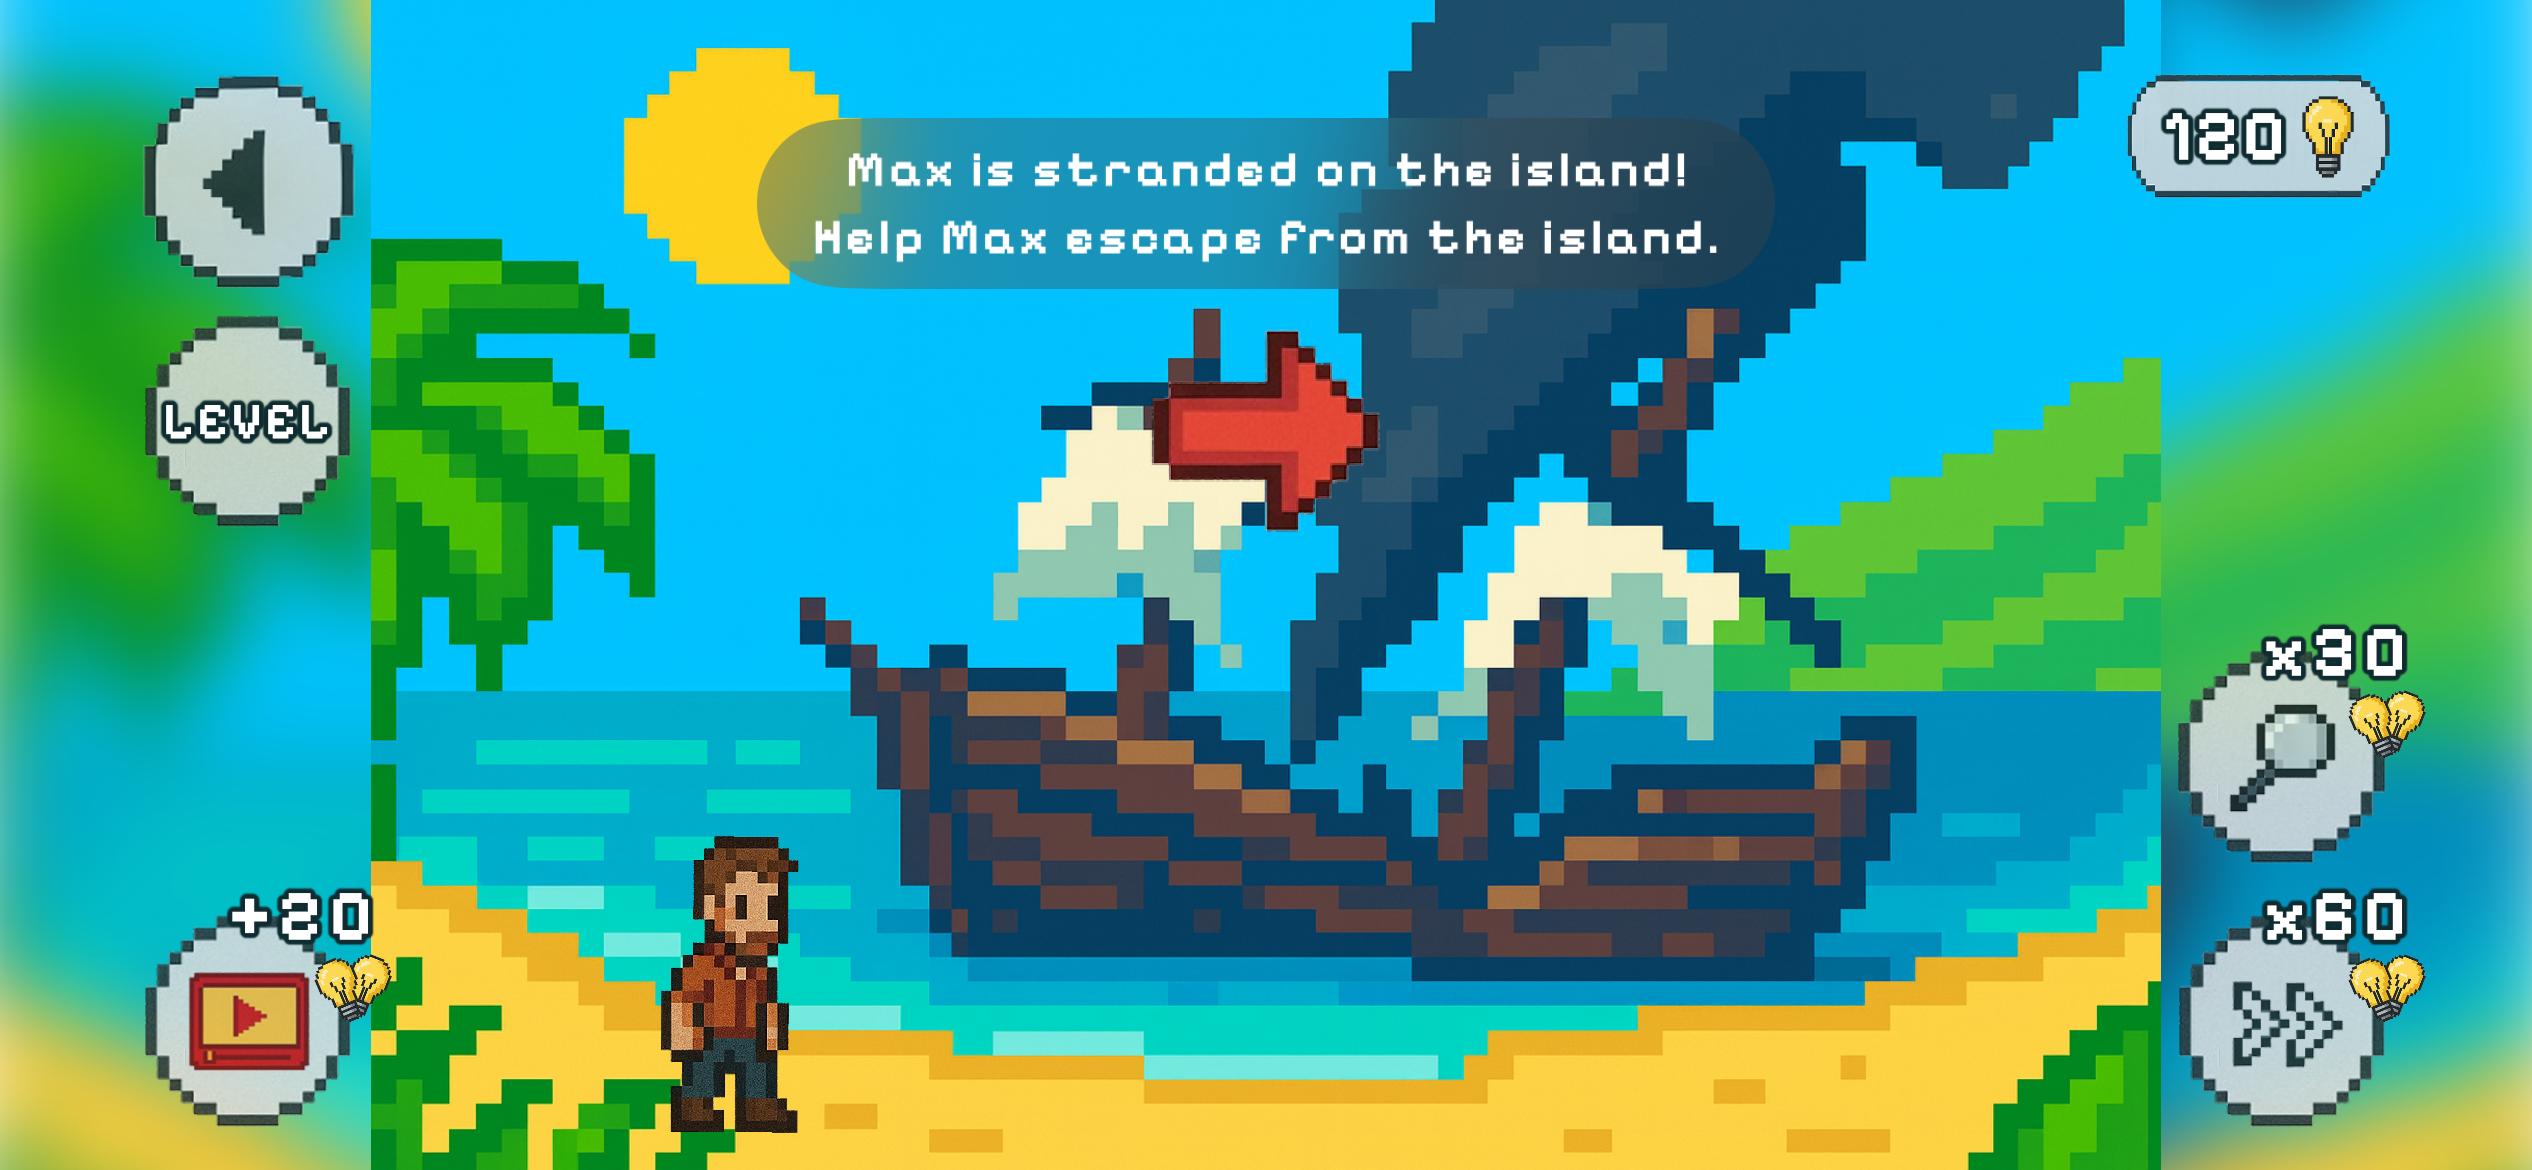 Max is stranded on the island!
Help Max escape from the island.
120
LEVEL
x30
+20
x60